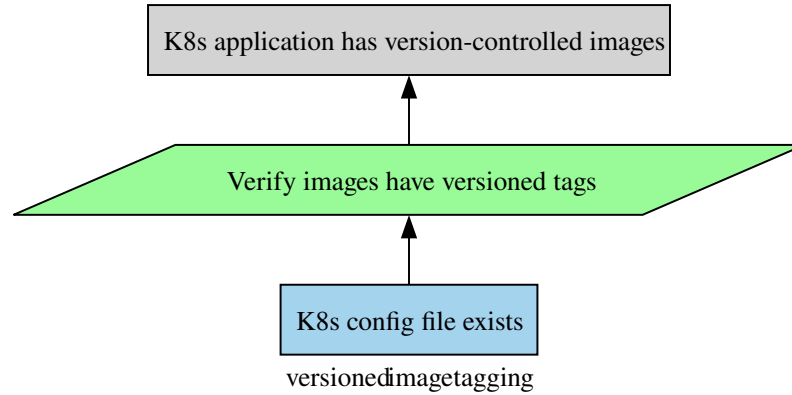 K8s application has version-controlled images
Verify images have versioned tags
K8s config file exists
versionedimagetagging